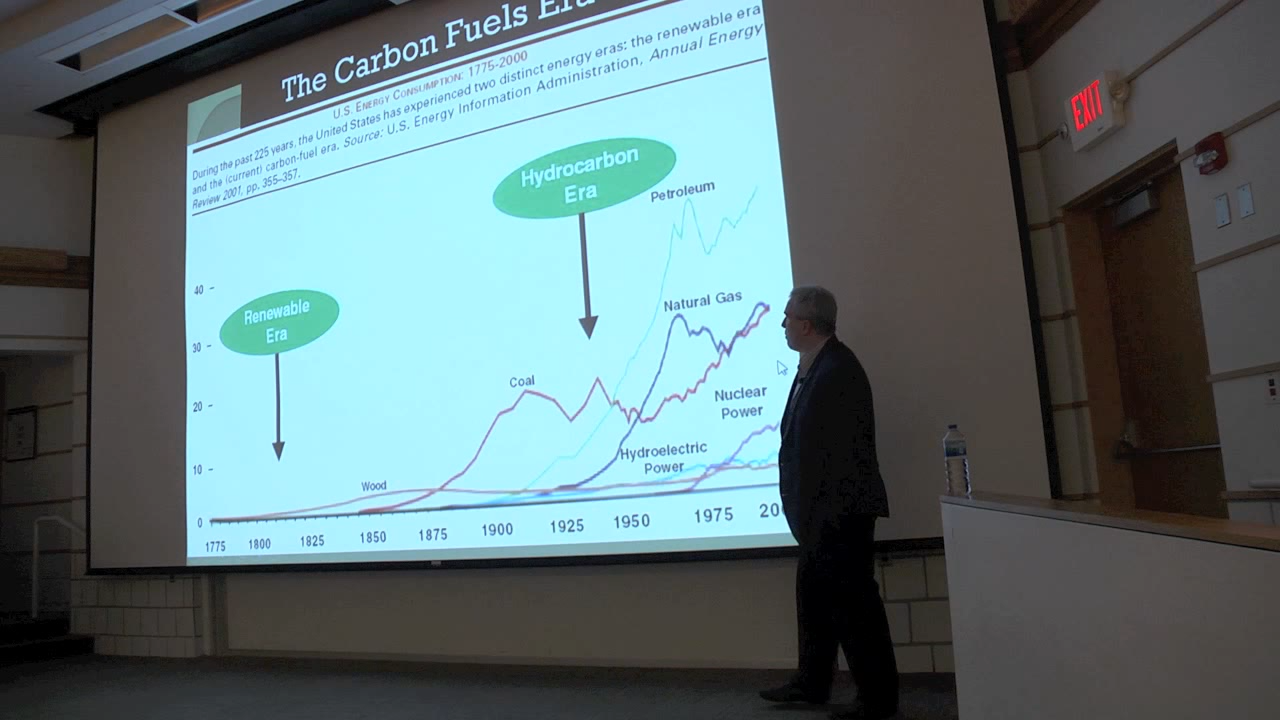 The Carbon Fuels Era
U.S. ENERGY CONSUMPTION: 1775-2000
During the past 225 years, the United States has experienced two distinct energy eras: the renewable era
and the (current) carbon-fuel era. Source: U.S. Energy Information Administration, Annual Energy
Review 2001, pp. 355–357.
Hydrocarbon
Era
Petroleum
EXIT
40
Renewable
Era
Natural Gas
30
Coal
20
Nuclear
Power
Hydroelectric
Power
10
Wood
0
1775 1800 1825 1850 1875 1900 1925 1950 1975 20